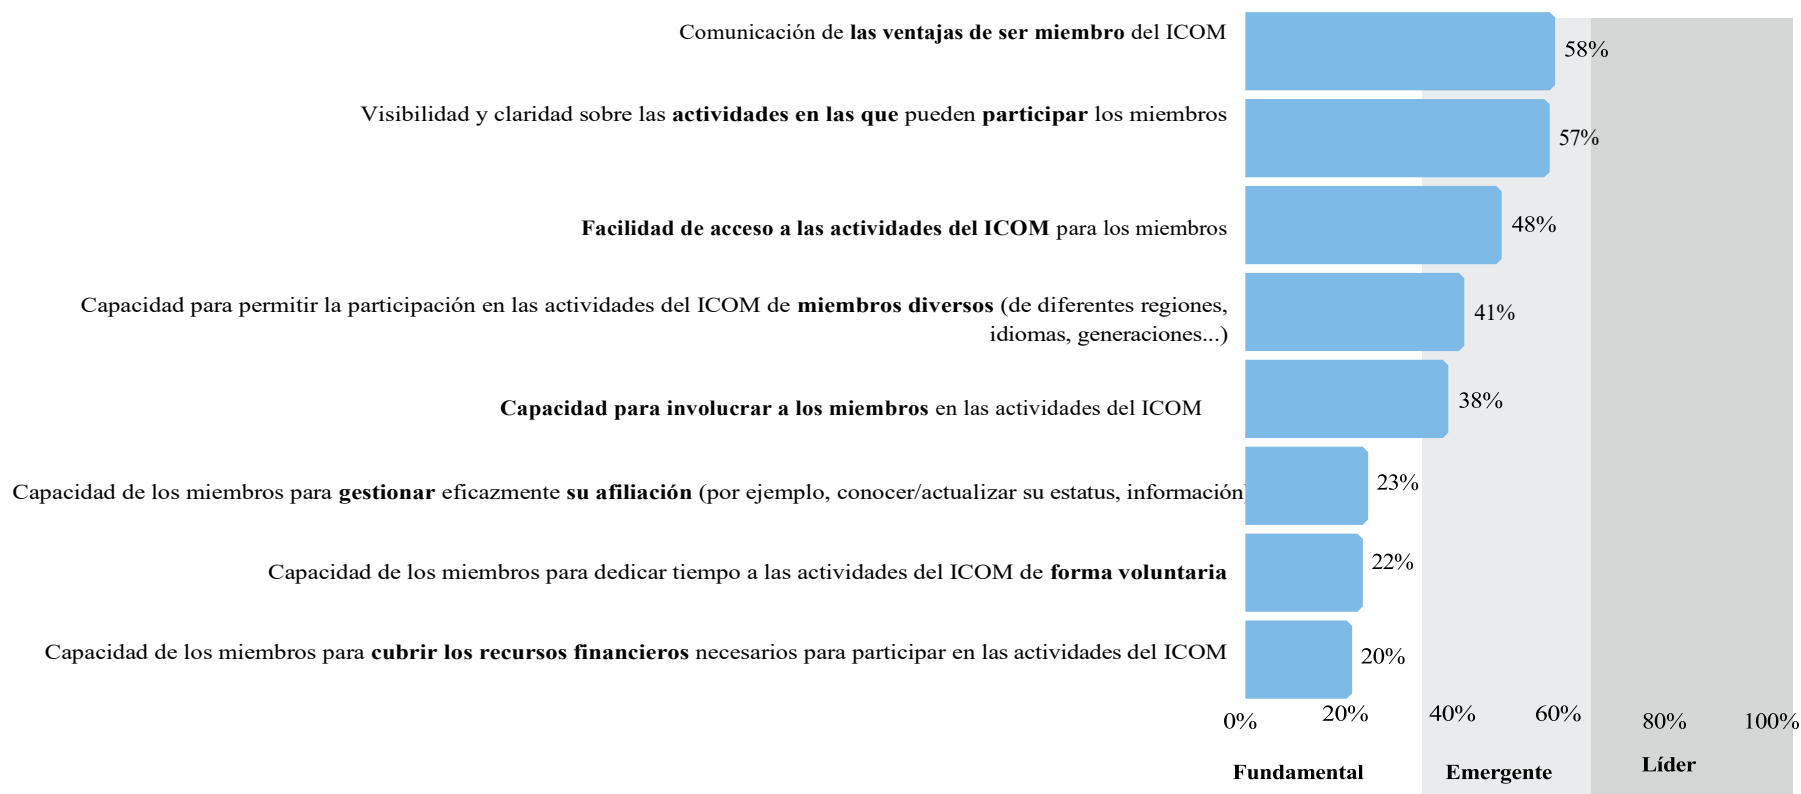 Comunicación de las ventajas de ser miembro del ICOM
58%
Visibilidad y claridad sobre las actividades en las que pueden participar los miembros
57%
Facilidad de acceso a las actividades del ICOM para los miembros
48%
Capacidad para permitir la participación en las actividades del ICOM de miembros diversos (de diferentes regiones,
idiomas, generaciones...)
41%
Capacidad para involucrar a los miembros en las actividades del ICOM
38%
Capacidad de los miembros para gestionar eficazmente su afiliación (por ejemplo, conocer/actualizar su estatus, información
23%
Capacidad de los miembros para dedicar tiempo a las actividades del ICOM de forma voluntaria
22%
Capacidad de los miembros para cubrir los recursos financieros necesarios para participar en las actividades del ICOM
20%
0% 20% 40% 60% 80% 100%
Fundamental Emergente Líder